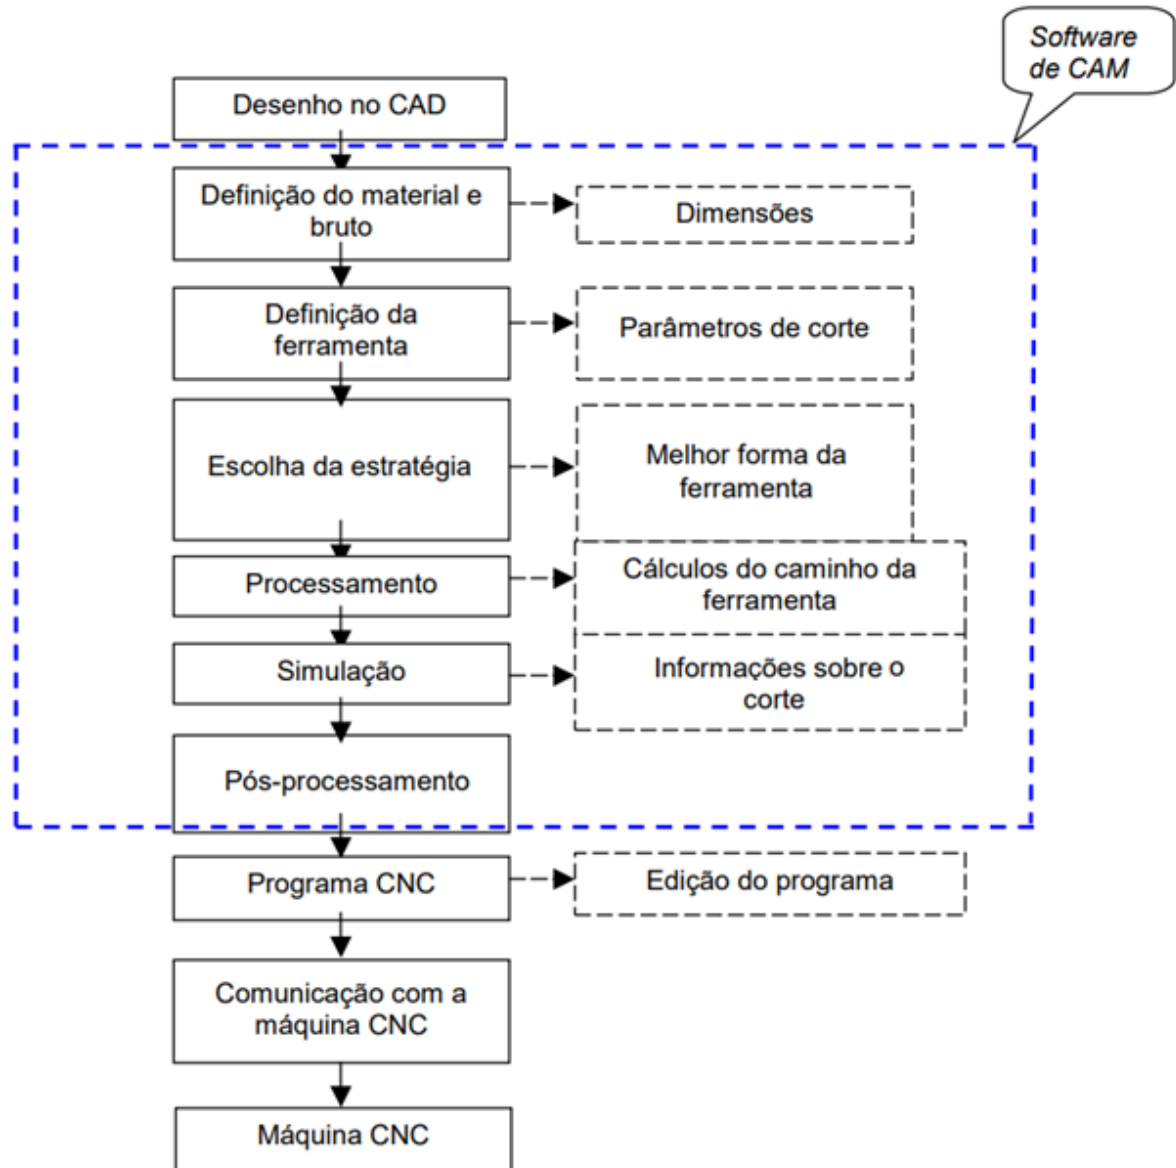 Software
de CAM
Desenho no CAD
Definição do material e
bruto
Dimensões
Definição da
ferramenta
Parâmetros de corte
Escolha da estratégia
Melhor forma da
ferramenta
Processamento
Cálculos do caminho da
ferramenta
Simulação
Informações sobre o
corte
Pós-processamento
Programa CNC
Edição do programa
Comunicação com a
máquina CNC
Máquina CNC